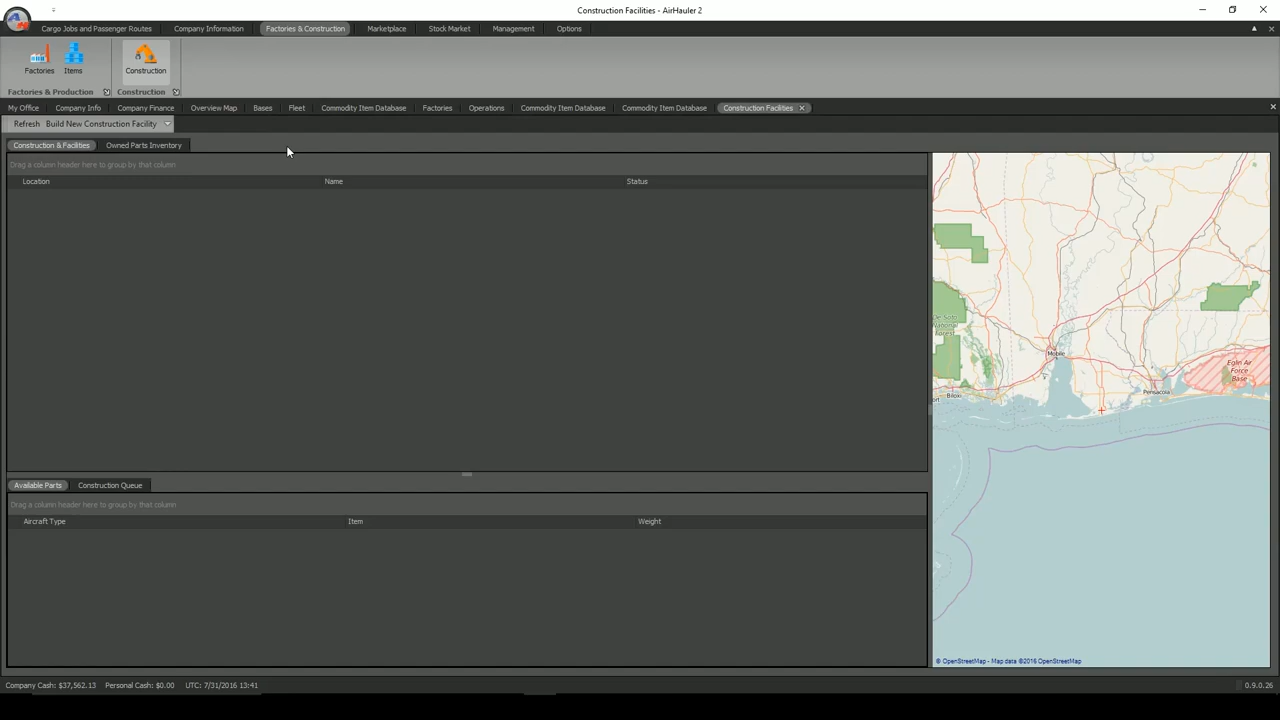 Construction Facilities - AirHauler 2
Cargo Jobs and Passenger Routes Company Information Factories & Construction Marketplace Stock Market Management Options
Factories Items Construction
Factories & Production Construction
My Office Company Info Company Finance Overview Map Bases Fleet Commodity Item Database Factories Operations Commodity Item Database Commodity Item Database Construction Facilities
Refresh Build New Construction Facility
Construction & Facilities Owned Parts Inventory
Drag a column header here to group by that column
Location Name Status
De Soto
National
Forest
Mobile
Eglin Air
Force
Base
Biloxi
Pensacola
Available Parts Construction Queue
Drag a column header here to group by that column
Aircraft Type Item Weight
© OpenStreetMap - Map data ©2016 OpenStreetMap
Company Cash: $37,562.13 Personal Cash: $0.00 UTC: 7/31/2016 13:41 0.9.0.26